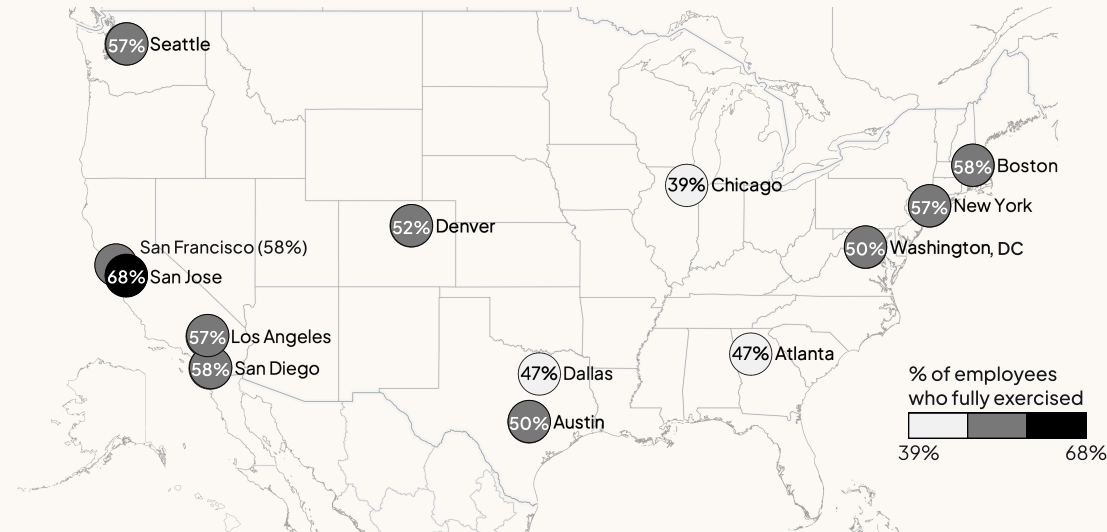 57% Seattle
58% Boston
39% Chicago
57% New York
52% Denver
50% Washington, DC
San Francisco (58%)
68% San Jose
57% Los Angeles
47% Atlanta
58% San Diego
47% Dallas
50% Austin
% of employees
who fully exercised
39% 68%